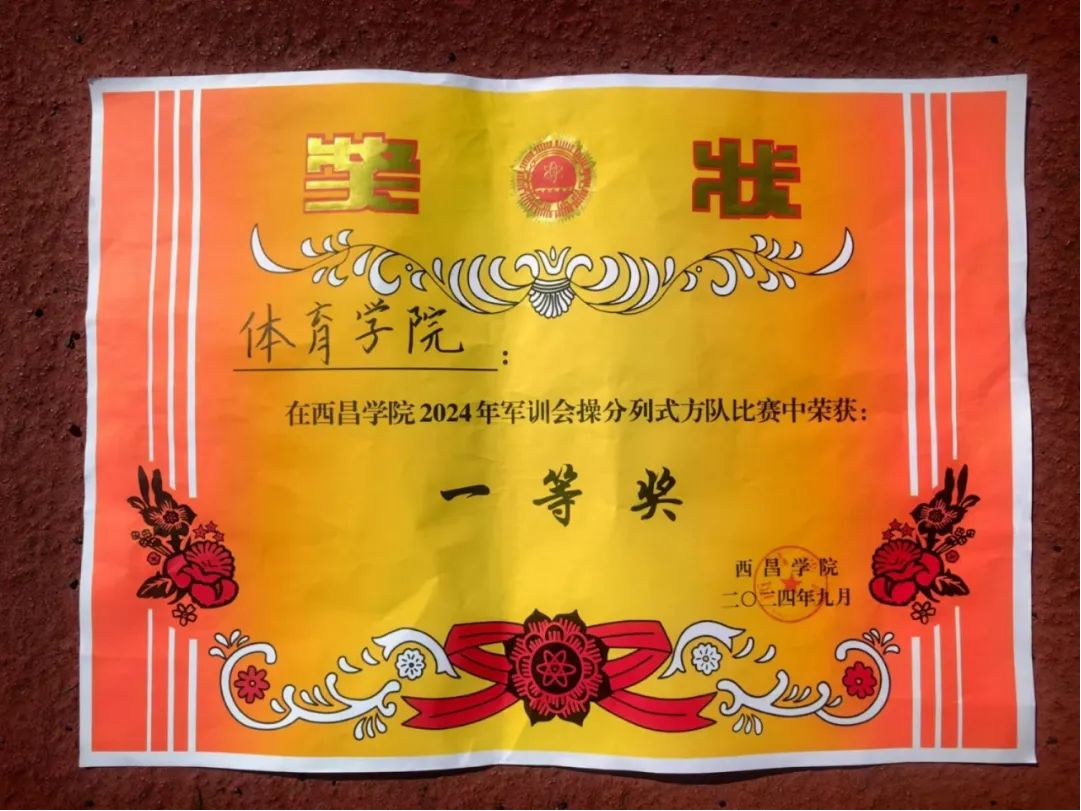 奖状
体育学院：
在西昌学院2024年军训会操分列式方队比赛中荣获：
一等奖
西昌学院
二〇二四年九月